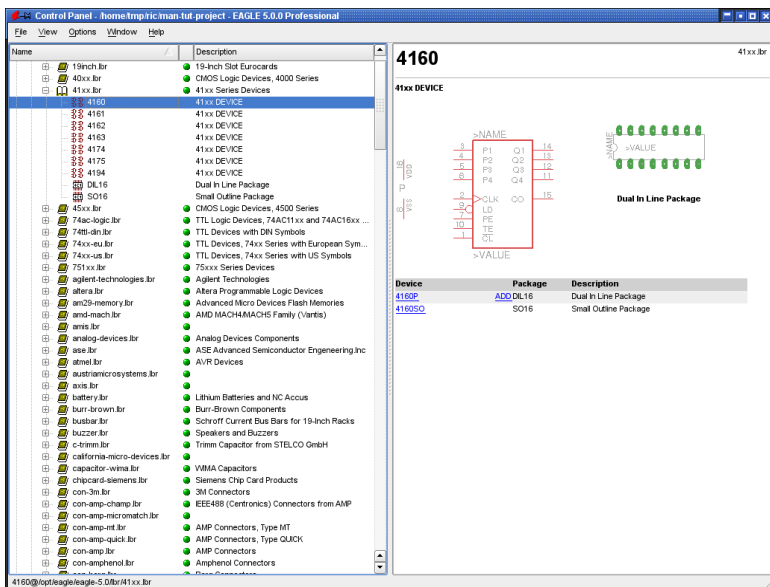 Control Panel - /home/tmp/ric/man-tut-project - EAGLE 5.0.0 Professional
File View Options Window Help
Name Description
19inch.lbr 19-Inch Slot Eurocards
40xx.lbr CMOS Logic Devices, 4000 Series
41xx.lbr 41xx Series Devices
4160 41xx DEVICE
4161 41xx DEVICE
4162 41xx DEVICE
4163 41xx DEVICE
4174 41xx DEVICE
4175 41xx DEVICE
4194 41xx DEVICE
DIL16 Dual In Line Package
SO16 Small Outline Package
45xx.lbr CMOS Logic Devices, 4500 Series
74ac-logic.lbr TTL Logic Devices, 74AC11xx and 74AC16xx ...
74ttl-din.lbr TTL Devices with DIN Symbols
74xx-eu.lbr TTL Devices, 74xx Series with European Sym...
74xx-us.lbr TTL Devices, 74xx Series with US Symbols
751xx.lbr 75xxx Series Devices
agilent-technologies.lbr Agilent Technologies
altera.lbr Altera Programmable Logic Devices
am29-memory.lbr Advanced Micro Devices Flash Memories
amd-mach.lbr AMD MACH4/MACH5 Family (Vantis)
amis.lbr
analog-devices.lbr Analog Devices Components
ase.lbr ASE Advanced Semiconductor Engeneering.Inc
atmel.lbr AVR Devices
austriamicrosystems.lbr
axis.lbr
battery.lbr Lithium Batteries and NC Accus
burr-brown.lbr Burr-Brown Components
busbar.lbr Schroff Current Bus Bars for 19-Inch Racks
buzzer.lbr Speakers and Buzzers
c-trimm.lbr Trimm Capacitor from STELCO GmbH
california-micro-devices.lbr
capacitor-wima.lbr WIMA Capacitors
chipcard-siemens.lbr Siemens Chip Card Products
con-3m.lbr 3M Connectors
con-amp-champ.lbr IEEE488 (Centronics) Connectors from AMP
con-amp-micromatch.lbr
con-amp-mt.lbr AMP Connectors, Type MT
con-amp-quick.lbr AMP Connectors, Type QUICK
con-amp.lbr AMP Connectors
con-amphenol.lbr Amphenol Connectors
4160 41xx.lbr
41xx DEVICE
>NAME
3 P1 Q1 14
4 P2 Q2 13
5 P3 Q3 12
6 P4 Q4 11
2 CLK CO 15
9 LD
7 PE
10 TE
1 CL
>VALUE
16 VDD
P
8 VSS
>NAME
>VALUE
Dual In Line Package
Device Package Description
4160P ADD DIL16 Dual In Line Package
4160SO SO16 Small Outline Package
4160@/opt/eagle/eagle-5.0/lbr/41xx.lbr